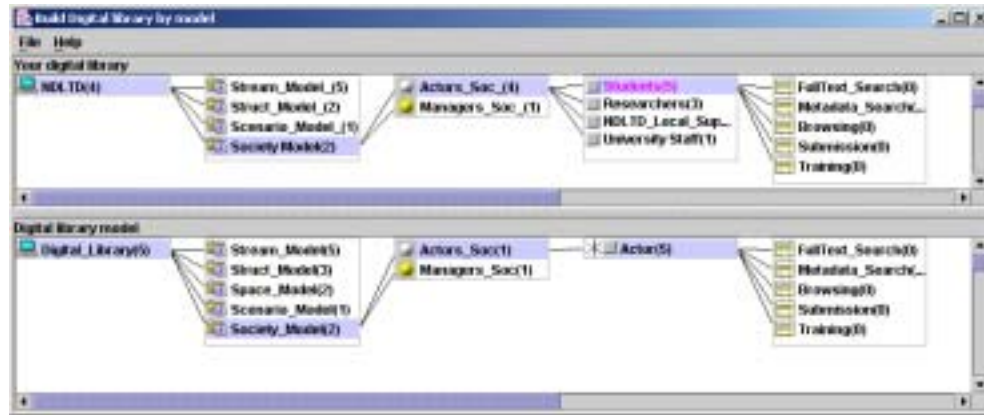 Build Digital library by model
File Help
Your digital library
NDLTD(4) Stream_Model_(5) Actors_Soc_(4) Students(5) FullText_Search(0)
Struct_Model_(2) Managers_Soc_(1) Researchers(3) Metadata_Search(...
Scenario_Model_(1) NDLTD_Local_Sup... Browsing(0)
Society Model(2) University Staff(1) Submission(0)
Training(0)
Digital library model
Digital_Library(5) Stream_Model(5) Actors_Soc(1) Actor(5) FullText_Search(0)
Struct_Model(3) Managers_Soc(1) Metadata_Search(...
Space_Model(2) Browsing(0)
Scenario_Model(1) Submission(0)
Society_Model(2) Training(0)